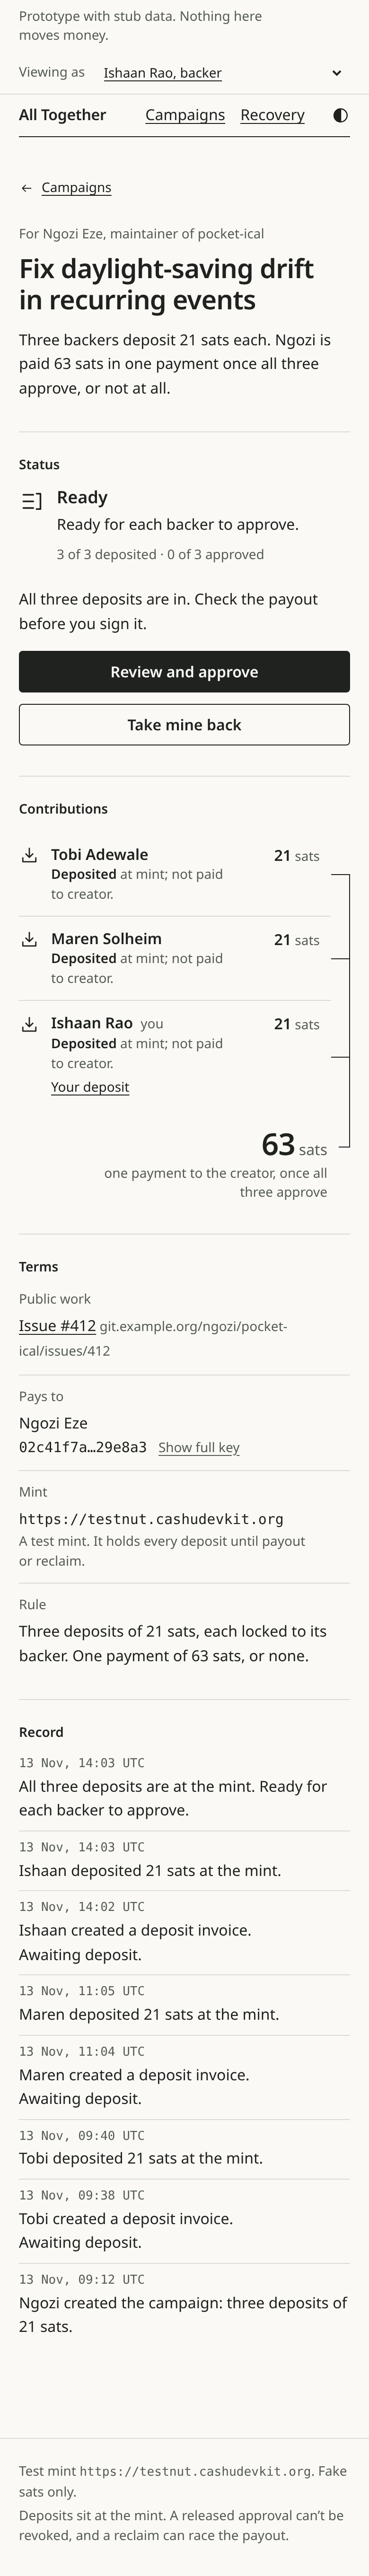 Prototype with stub data. Nothing here
moves money.
Viewing as Ishaan Rao, backer
All Together Campaigns Recovery
← Campaigns
For Ngozi Eze, maintainer of pocket-ical
Fix daylight-saving drift
in recurring events
Three backers deposit 21 sats each. Ngozi is
paid 63 sats in one payment once all three
approve, or not at all.
Status
Ready
Ready for each backer to approve.
3 of 3 deposited · 0 of 3 approved
All three deposits are in. Check the payout
before you sign it.
Review and approve
Take mine back
Contributions
Tobi Adewale 21 sats
Deposited at mint; not paid
to creator.
Maren Solheim 21 sats
Deposited at mint; not paid
to creator.
Ishaan Rao you 21 sats
Deposited at mint; not paid
to creator.
Your deposit
63 sats
one payment to the creator, once all
three approve
Terms
Public work
Issue #412 git.example.org/ngozi/pocket-
ical/issues/412
Pays to
Ngozi Eze
02c41f7a…29e8a3 Show full key
Mint
https://testnut.cashudevkit.org
A test mint. It holds every deposit until payout
or reclaim.
Rule
Three deposits of 21 sats, each locked to its
backer. One payment of 63 sats, or none.
Record
13 Nov, 14:03 UTC
All three deposits are at the mint. Ready for
each backer to approve.
13 Nov, 14:03 UTC
Ishaan deposited 21 sats at the mint.
13 Nov, 14:02 UTC
Ishaan created a deposit invoice.
Awaiting deposit.
13 Nov, 11:05 UTC
Maren deposited 21 sats at the mint.
13 Nov, 11:04 UTC
Maren created a deposit invoice.
Awaiting deposit.
13 Nov, 09:40 UTC
Tobi deposited 21 sats at the mint.
13 Nov, 09:38 UTC
Tobi created a deposit invoice.
Awaiting deposit.
13 Nov, 09:12 UTC
Ngozi created the campaign: three deposits of
21 sats.
Test mint https://testnut.cashudevkit.org. Fake
sats only.
Deposits sit at the mint. A released approval can’t be
revoked, and a reclaim can race the payout.